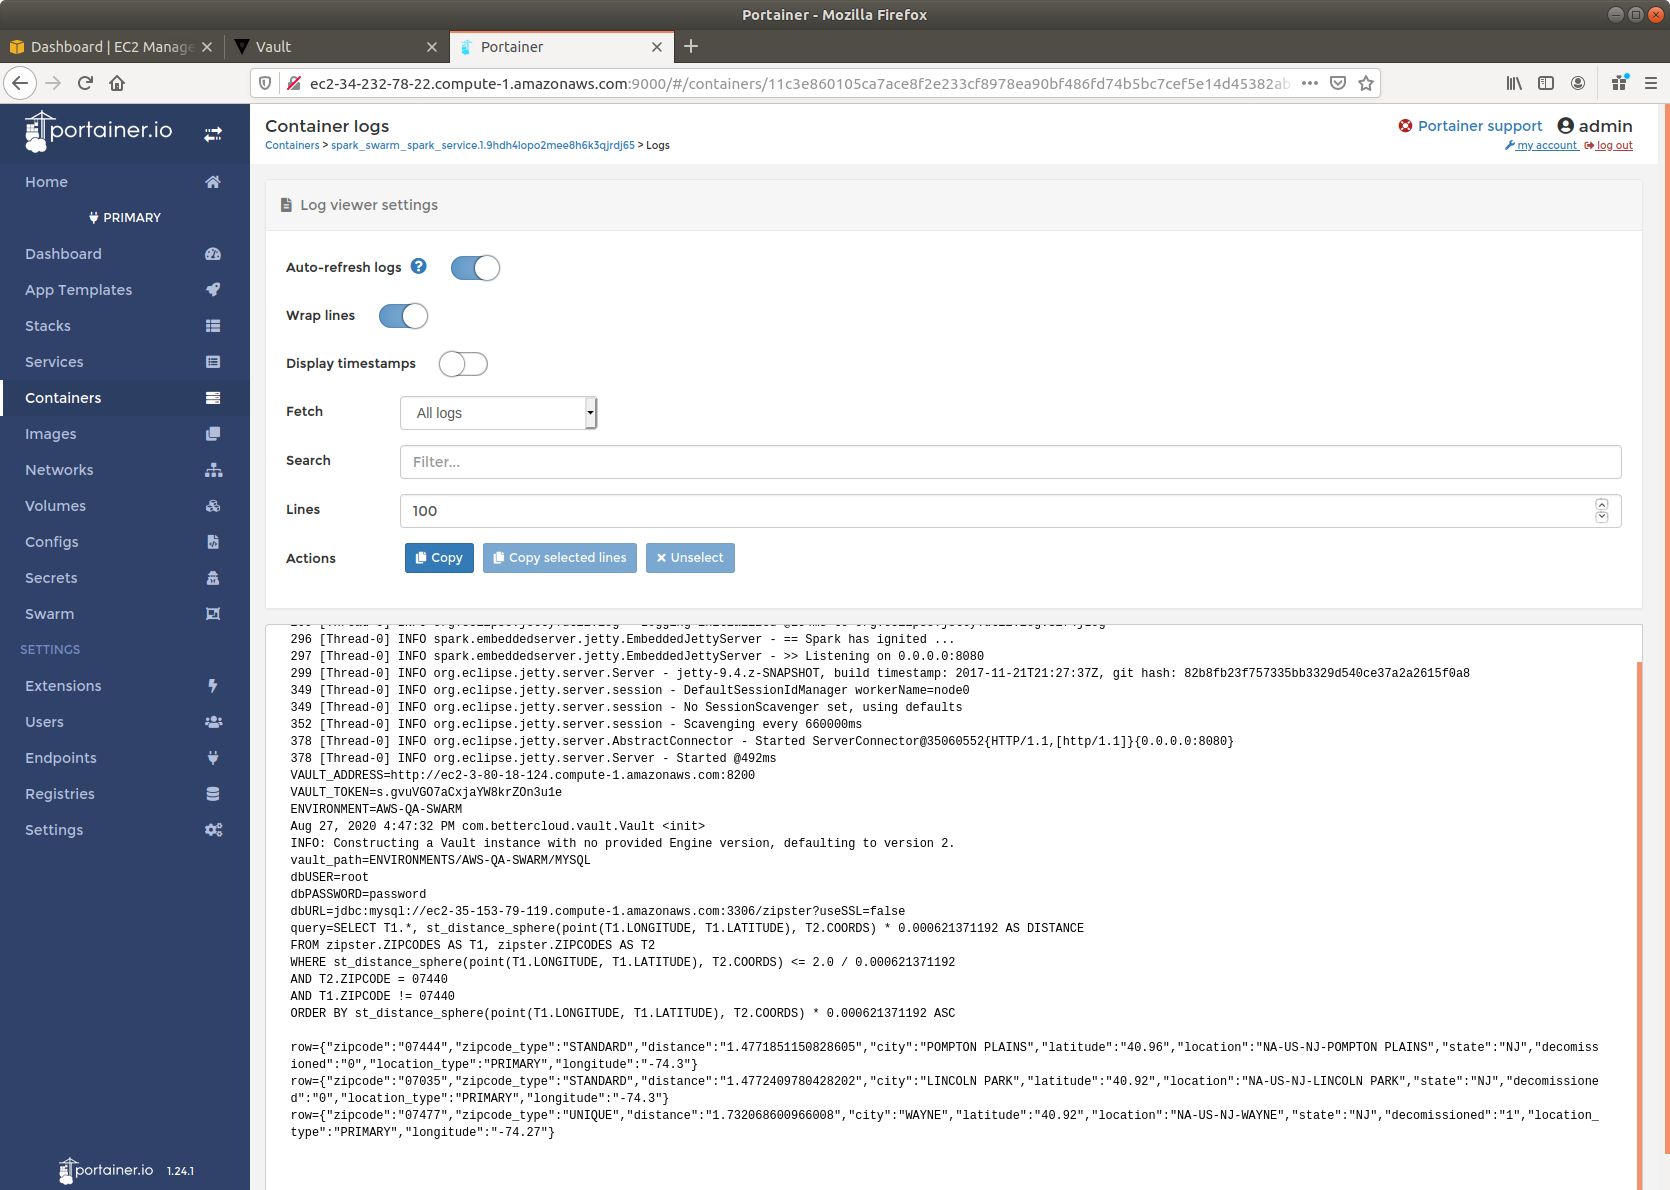 Portainer - Mozilla Firefox
Dashboard | EC2 Manage
Vault
Portainer
ec2-34-232-78-22.compute-1.amazonaws.com:9000/#/containers/11c3e860105ca7ace8f2e233cf8978ea90bf486fd74b5bc7cef5e14d45382ab
portainer.io
Container logs
Portainer support admin
Containers > spark_swarm_spark_service.1.9hdh4lopo2mee8h6k3qjrdj65 > Logs
my account log out
Home
PRIMARY
Dashboard
App Templates
Stacks
Services
Containers
Images
Networks
Volumes
Configs
Secrets
Swarm
SETTINGS
Extensions
Users
Endpoints
Registries
Settings
portainer.io 1.24.1
Log viewer settings
Auto-refresh logs
Wrap lines
Display timestamps
Fetch All logs
Search Filter...
Lines 100
Actions Copy Copy selected lines Unselect
296 [Thread-0] INFO spark.embeddedserver.jetty.EmbeddedJettyServer - == Spark has ignited ...
297 [Thread-0] INFO spark.embeddedserver.jetty.EmbeddedJettyServer - >> Listening on 0.0.0.0:8080
299 [Thread-0] INFO org.eclipse.jetty.server.Server - jetty-9.4.z-SNAPSHOT, build timestamp: 2017-11-21T21:27:37Z, git hash: 82b8fb23f757335bb3329d540ce37a2a2615f0a8
349 [Thread-0] INFO org.eclipse.jetty.server.session - DefaultSessionIdManager workerName=node0
349 [Thread-0] INFO org.eclipse.jetty.server.session - No SessionScavenger set, using defaults
352 [Thread-0] INFO org.eclipse.jetty.server.session - Scavenging every 660000ms
378 [Thread-0] INFO org.eclipse.jetty.server.AbstractConnector - Started ServerConnector@35060552{HTTP/1.1,[http/1.1]}{0.0.0.0:8080}
378 [Thread-0] INFO org.eclipse.jetty.server.Server - Started @492ms
VAULT_ADDRESS=http://ec2-3-80-18-124.compute-1.amazonaws.com:8200
VAULT_TOKEN=s.gvuVGO7aCxjaYW8krZOn3u1e
ENVIRONMENT=AWS-QA-SWARM
Aug 27, 2020 4:47:32 PM com.bettercloud.vault.Vault <init>
INFO: Constructing a Vault instance with no provided Engine version, defaulting to version 2.
vault_path=ENVIRONMENTS/AWS-QA-SWARM/MYSQL
dbUSER=root
dbPASSWORD=password
dbURL=jdbc:mysql://ec2-35-153-79-119.compute-1.amazonaws.com:3306/zipster?useSSL=false
query=SELECT T1.*, st_distance_sphere(point(T1.LONGITUDE, T1.LATITUDE), T2.COORDS) * 0.000621371192 AS DISTANCE
FROM zipster.ZIPCODES AS T1, zipster.ZIPCODES AS T2
WHERE st_distance_sphere(point(T1.LONGITUDE, T1.LATITUDE), T2.COORDS) <= 2.0 / 0.000621371192
AND T2.ZIPCODE = 07440
AND T1.ZIPCODE != 07440
ORDER BY st_distance_sphere(point(T1.LONGITUDE, T1.LATITUDE), T2.COORDS) * 0.000621371192 ASC
row={"zipcode":"07444","zipcode_type":"STANDARD","distance":"1.4771851150828605","city":"POMPTON PLAINS","latitude":"40.96","location":"NA-US-NJ-POMPTON PLAINS","state":"NJ","decomiss
ioned":"0","location_type":"PRIMARY","longitude":"-74.3"}
row={"zipcode":"07035","zipcode_type":"STANDARD","distance":"1.4772409780428202","city":"LINCOLN PARK","latitude":"40.92","location":"NA-US-NJ-LINCOLN PARK","state":"NJ","decomissione
d":"0","location_type":"PRIMARY","longitude":"-74.3"}
row={"zipcode":"07477","zipcode_type":"UNIQUE","distance":"1.732068600966008","city":"WAYNE","latitude":"40.92","location":"NA-US-NJ-WAYNE","state":"NJ","decomissioned":"1","location_
type":"PRIMARY","longitude":"-74.27"}